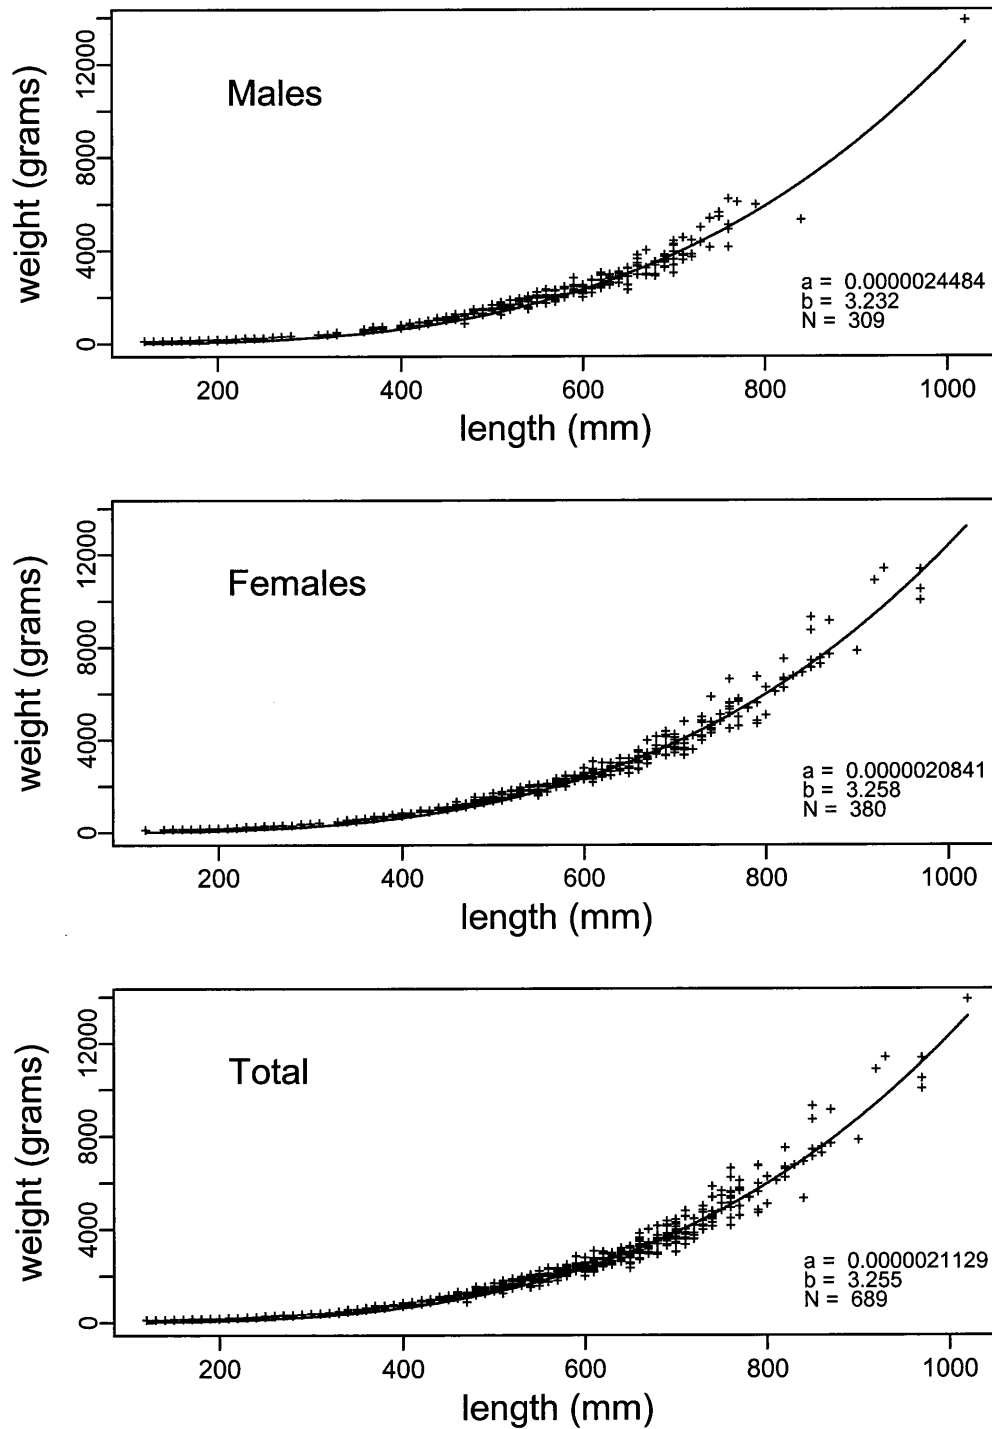 Males
weight (grams)
12000
8000
4000
0
a = 0.0000024484
b = 3.232
N = 309
200 400 600 800 1000
length (mm)
Females
weight (grams)
12000
8000
4000
0
a = 0.0000020841
b = 3.258
N = 380
200 400 600 800 1000
length (mm)
Total
weight (grams)
12000
8000
4000
0
a = 0.0000021129
b = 3.255
N = 689
200 400 600 800 1000
length (mm)